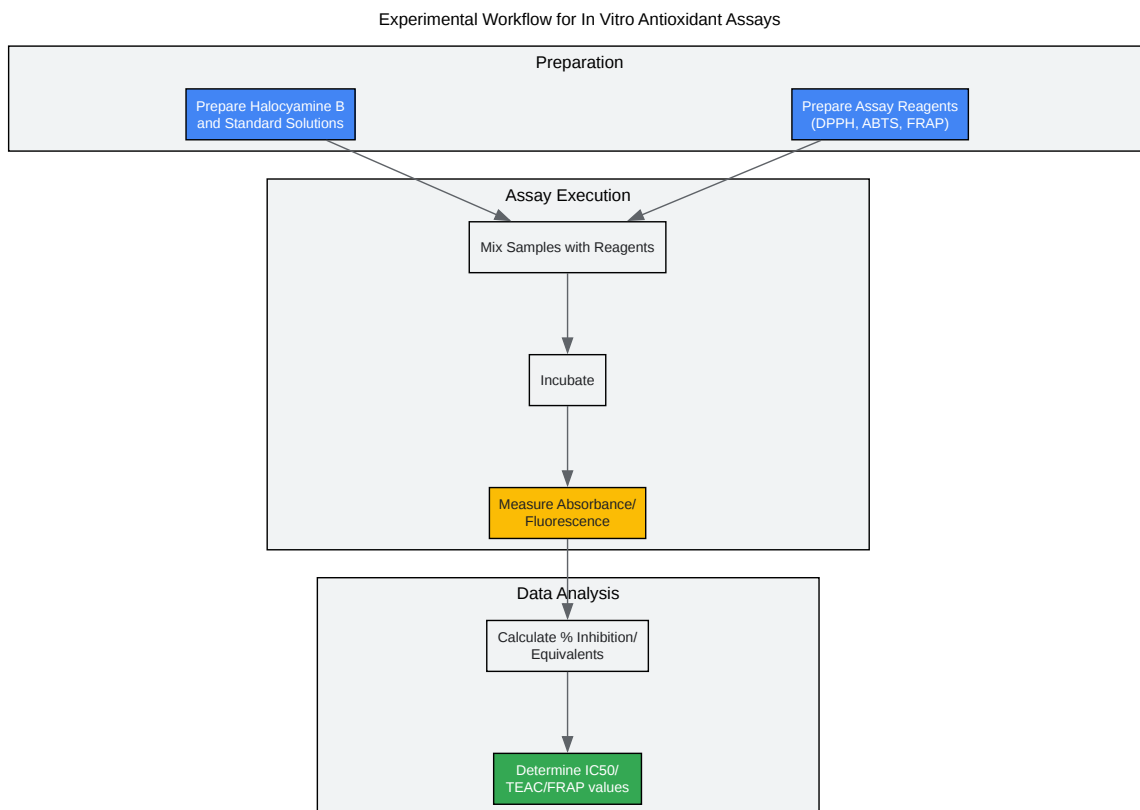 Experimental Workflow for In Vitro Antioxidant Assays
Preparation
Prepare Halocyamine B
and Standard Solutions
Prepare Assay Reagents
(DPPH, ABTS, FRAP)
Assay Execution
Mix Samples with Reagents
Incubate
Measure Absorbance/
Fluorescence
Data Analysis
Calculate % Inhibition/
Equivalents
Determine IC50/
TEAC/FRAP values